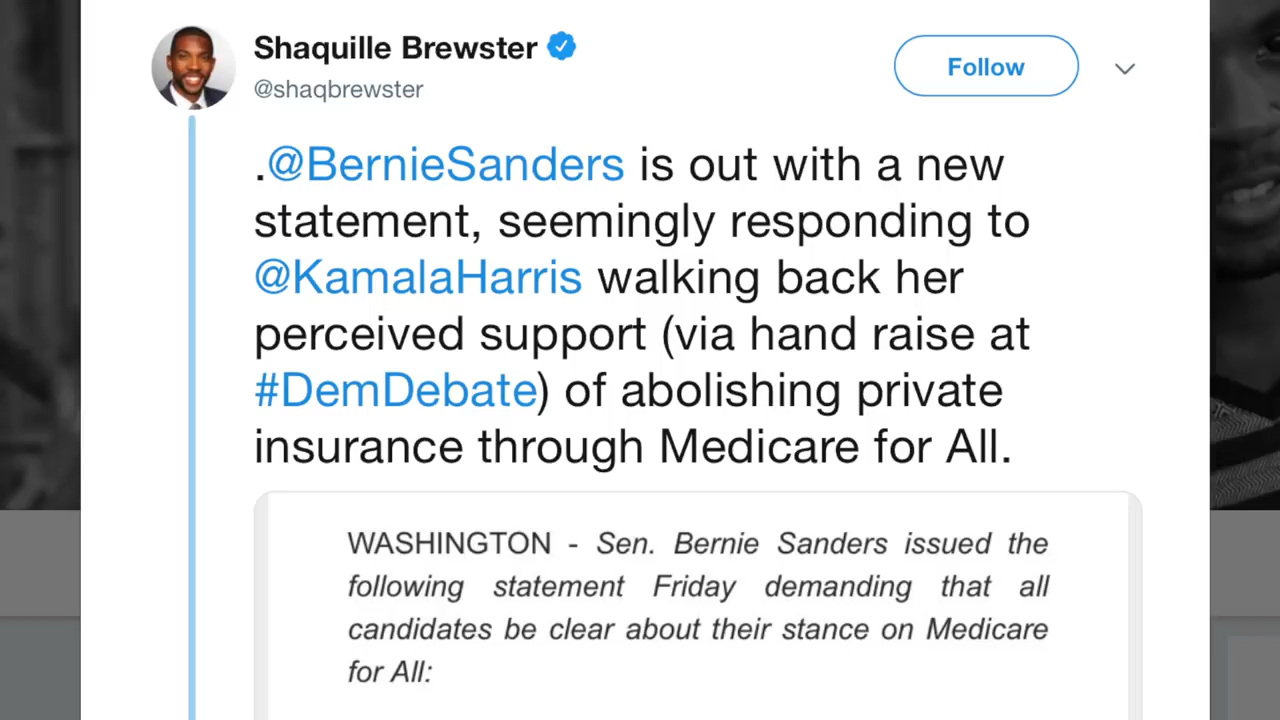 Shaquille Brewster
@shaqbrewster
Follow
.@BernieSanders is out with a new
statement, seemingly responding to
@KamalaHarris walking back her
perceived support (via hand raise at
#DemDebate) of abolishing private
insurance through Medicare for All.
WASHINGTON - Sen. Bernie Sanders issued the
following statement Friday demanding that all
candidates be clear about their stance on Medicare
for All: